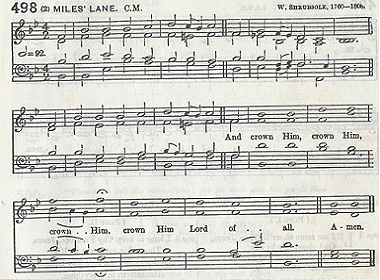 498 (2) MILES' LANE. C.M. W. SHRUBSOLE, 1760–1806.
𝅗𝅥=92.
And crown Him, crown Him,
crown . . Him, crown Him Lord of . all. A - men.